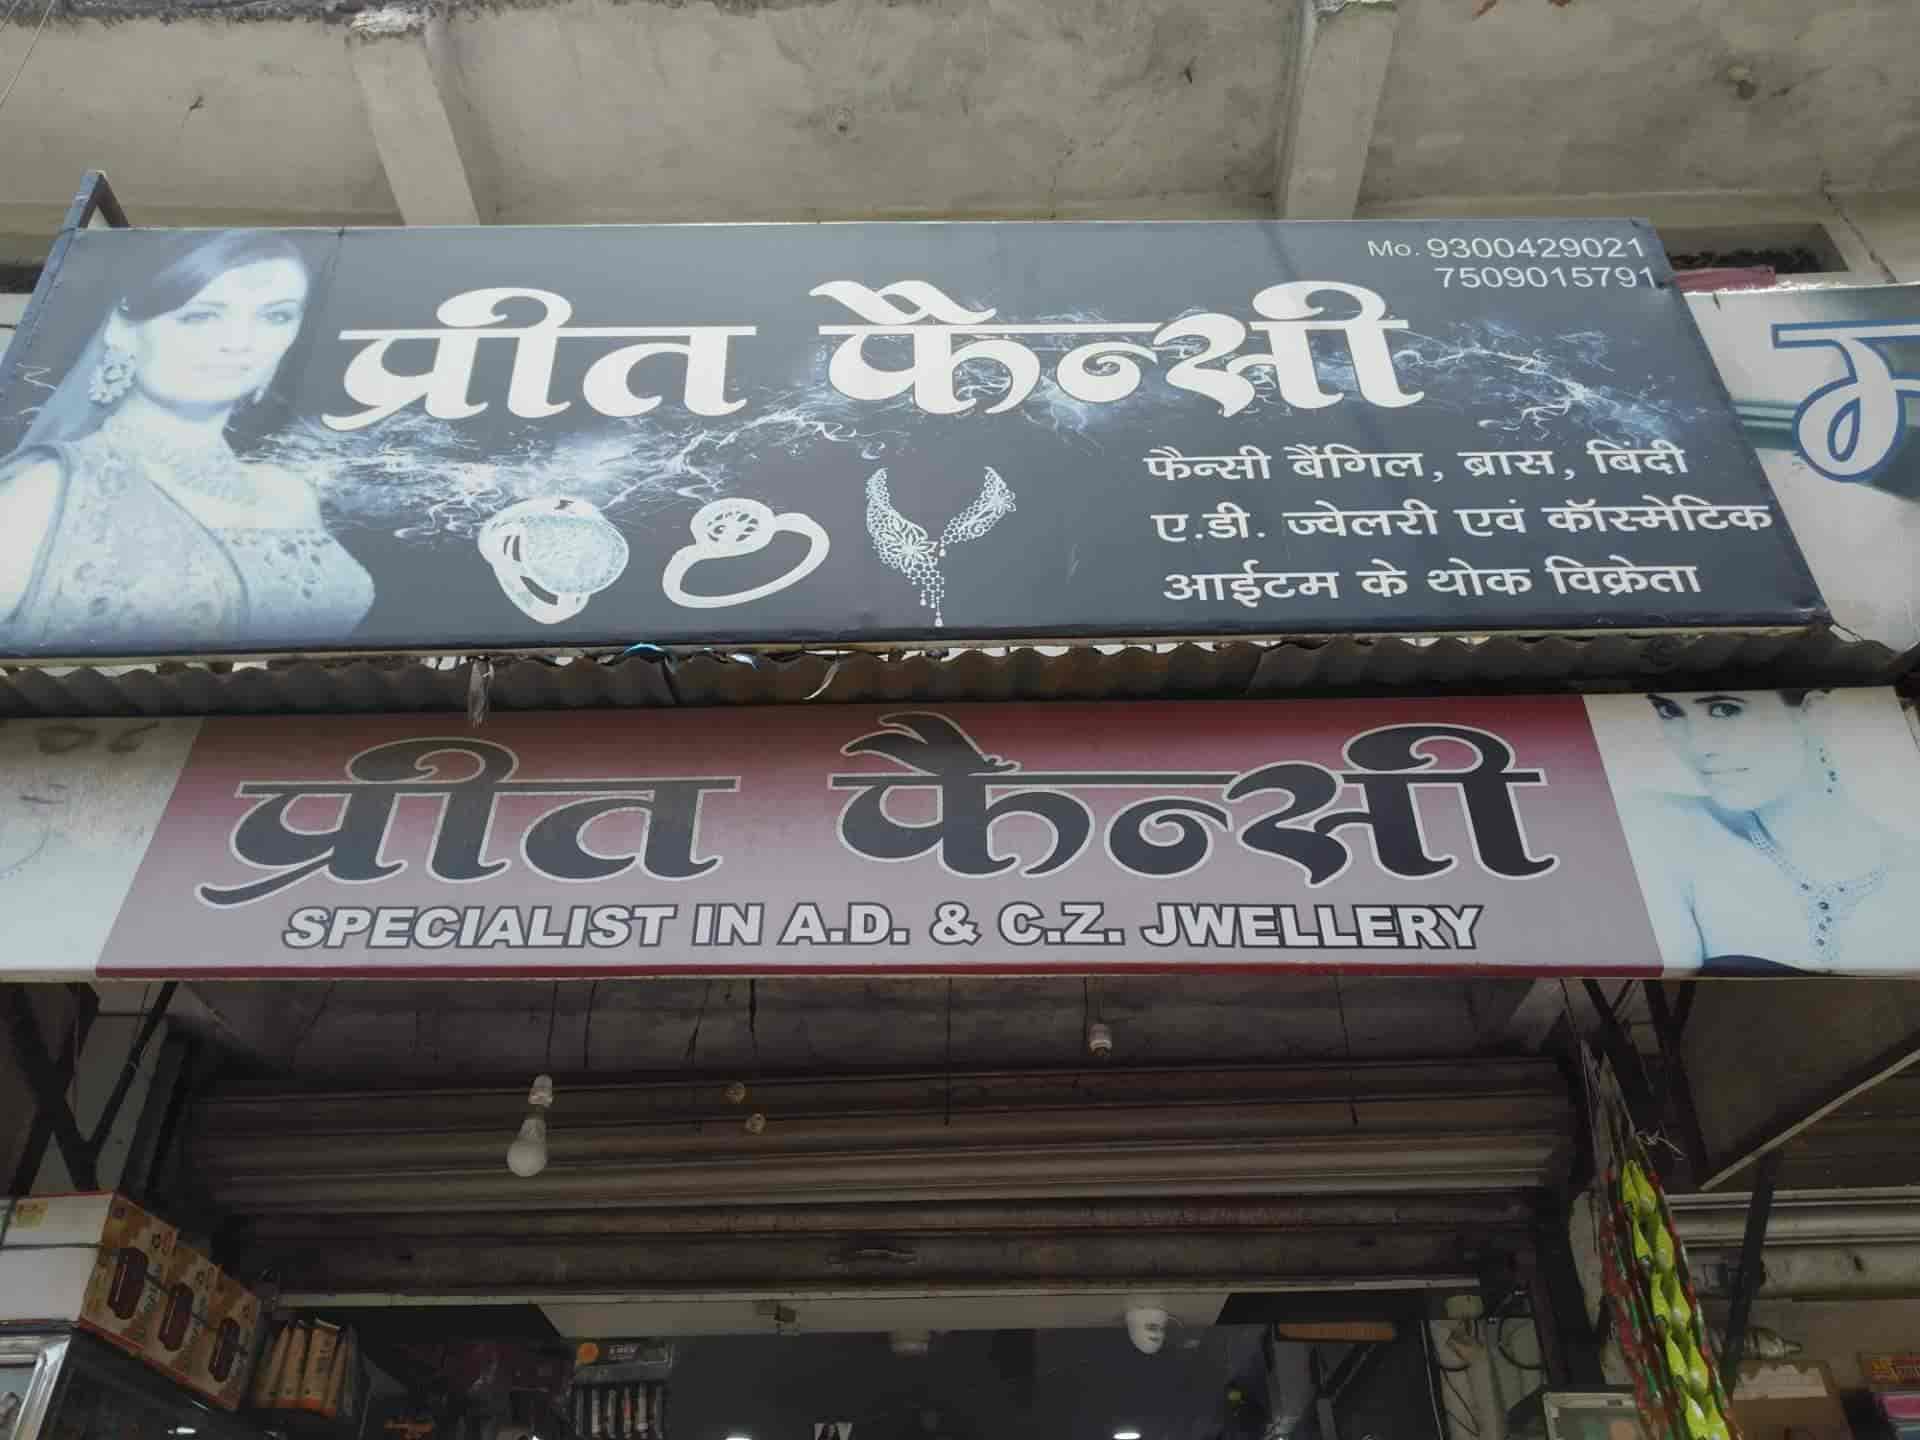 Mo. 9300429021
7509015791
प्रीत फैन्सी
फैन्सी बैंगिल, ब्रास, बिंदी
ए.डी. ज्वेलरी एवं कॉस्मेटिक
आईटम के थोक विक्रेता
प्रीत फैन्सी
SPECIALIST IN A.D. & C.Z. JWELLERY